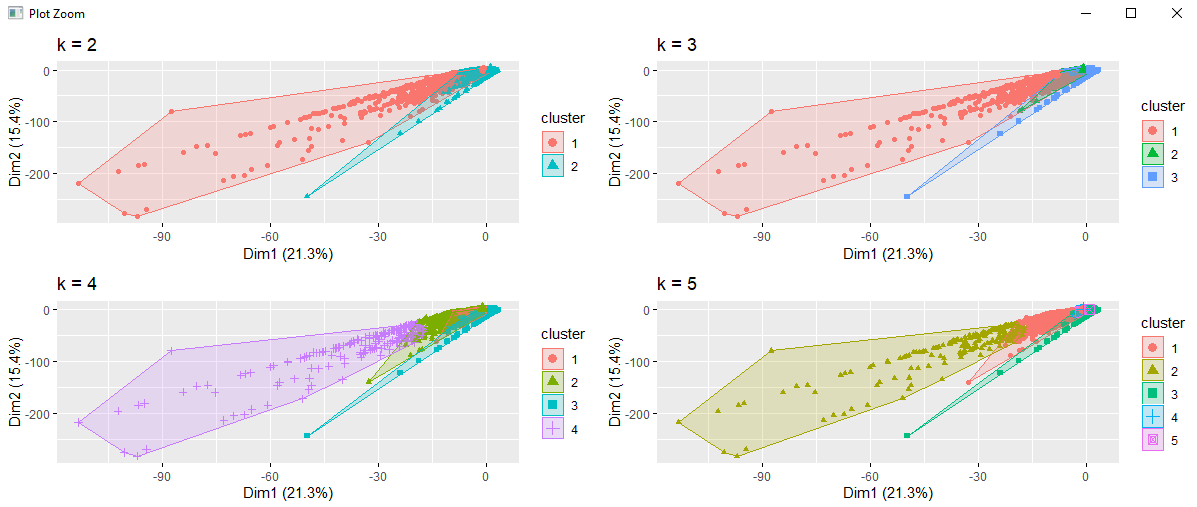 Plot Zoom
k = 2
0
-100
-200
Dim2 (15.4%)
-90
-60
-30
0
Dim1 (21.3%)
cluster
1
2
k = 3
0
-100
-200
Dim2 (15.4%)
-90
-60
-30
0
Dim1 (21.3%)
cluster
1
2
3
k = 4
0
-100
-200
Dim2 (15.4%)
-90
-60
-30
0
Dim1 (21.3%)
cluster
1
2
3
4
k = 5
0
-100
-200
Dim2 (15.4%)
-90
-60
-30
0
Dim1 (21.3%)
cluster
1
2
3
4
5